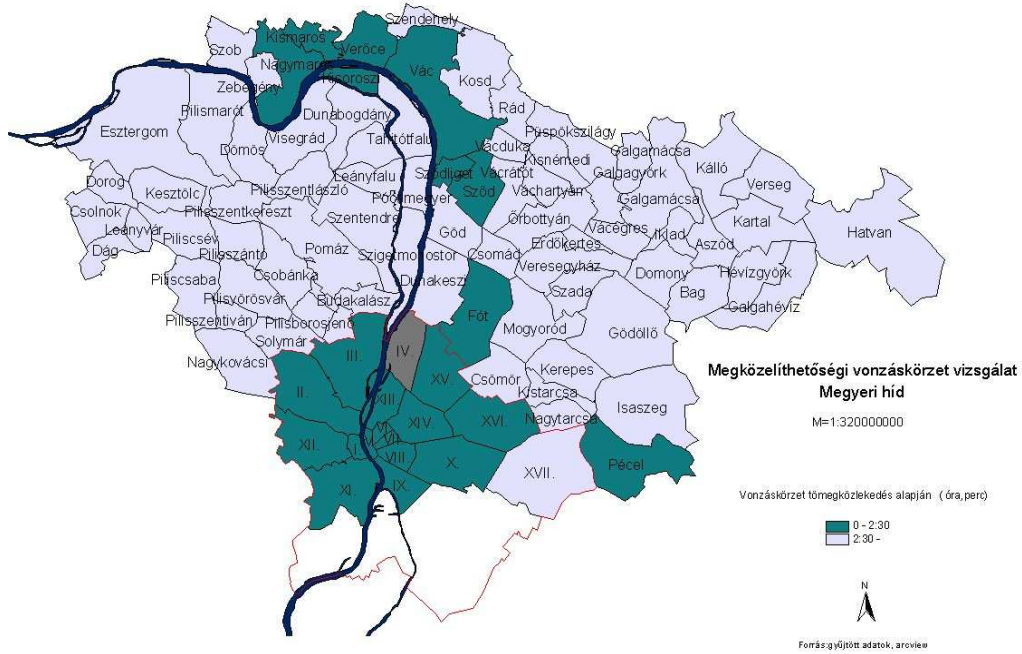 Szendehely
Kismaros
Verőce
Szob
Nagymaros
Kisoroszi
Vác
Kosd
Zebegény
Rád
Pilismarót
Dunabogdány
Esztergom
Visegrád
Tahitótfalu
Püspökszilágy
Dömös
Vácduka
Kisnémedi
Galgamácsa
Kálló
Leányfalu
Sződliget
Vácrátót
Galgagyörk
Verseg
Dorog
Kesztölc
Pilisszentlászló
Pócsmegyer
Sződ
Váchartyán
Galgamácsa
Csolnok
Pilisszentkereszt
Szentendre
Őrbottyán
Vácegres
Iklad
Kartal
Hatvan
Leányvár
Piliscsév
Göd
Erdőkertes
Aszód
Dág
Pilisszántó
Pomáz
Szigetmonostor
Csomád
Veresegyház
Domony
Hévízgyörk
Piliscsaba
Csobánka
Dunakeszi
Szada
Bag
Pilisvörösvár
Budakalász
Galgahévíz
Pilisszentiván
Pilisborosjenő
Fót
Mogyoród
Gödöllő
Solymár
III.
IV.
Nagykovácsi
XV.
Csömör
Kerepes
II.
XIII
Kistarcsa
Isaszeg
XIV.
XVI.
Nagytarcsa
VI
VII
XII.
I.
VIII
X.
XVII.
Pécel
XI.
IX.
Megközelíthetőségi vonzáskörzet vizsgálat
Megyeri híd
M=1:320000000
Vonzáskörzet tömegközlekedés alapján ( óra,perc)
0 - 2:30
2:30 -
N
Forrás:gyűjtött adatok, arcview